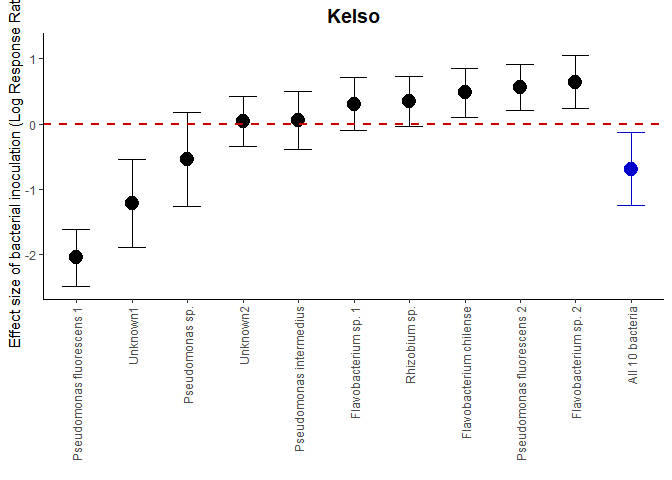 Kelso
Effect size of bacterial inoculation (Log Response Rat
1
0
-1
-2
Pseudomonas fluorescens 1
Unknown1
Pseudomonas sp.
Unknown2
Pseudomonas intermedius
Flavobacterium sp. 1
Rhizobium sp.
Flavobacterium chilense
Pseudomonas fluorescens 2
Flavobacterium sp. 2
All 10 bacteria